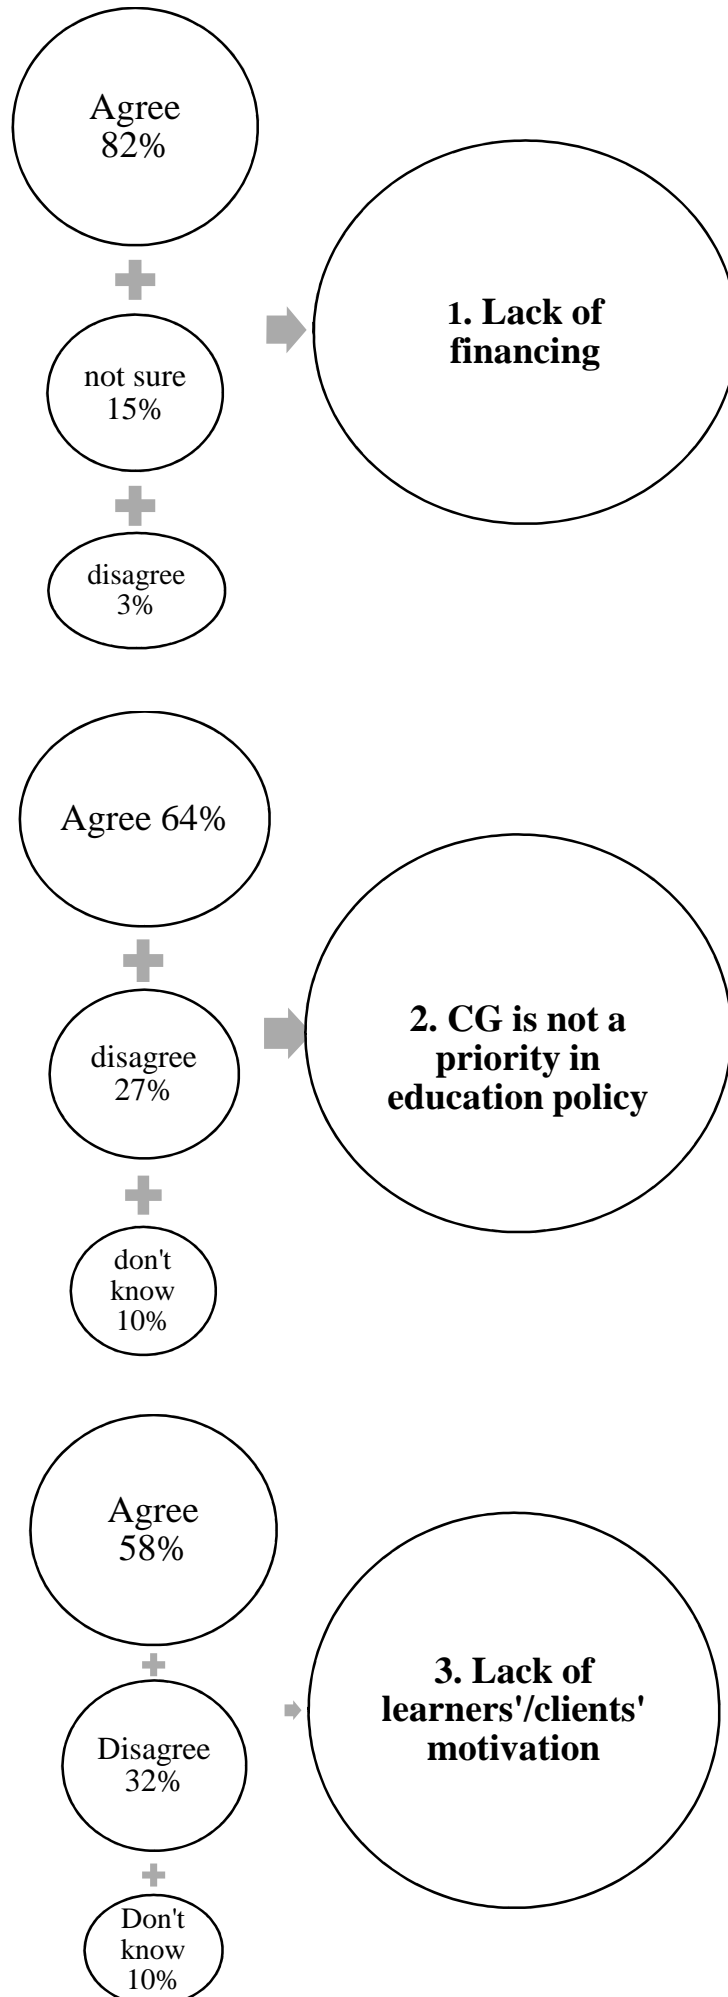 Agree
82%
not sure
15%
disagree
3%
1. Lack of
financing
Agree 64%
disagree
27%
don't
know
10%
2. CG is not a
priority in
education policy
Agree
58%
Disagree
32%
Don't
know
10%
3. Lack of
learners'/clients'
motivation